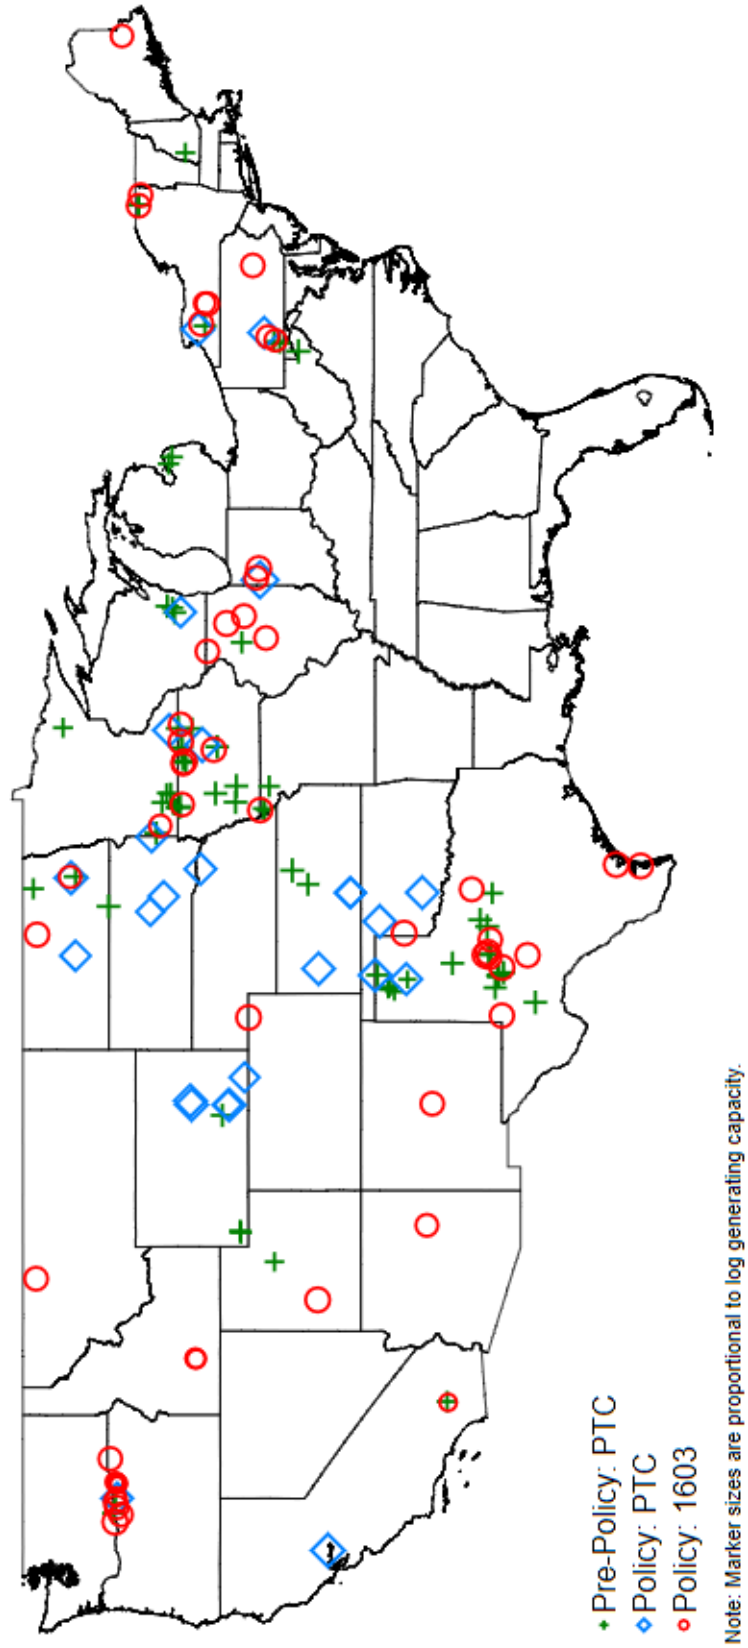 Pre-Policy: PTC
Policy: PTC
Policy: 1603
Note: Marker sizes are proportional to log generating capacity.